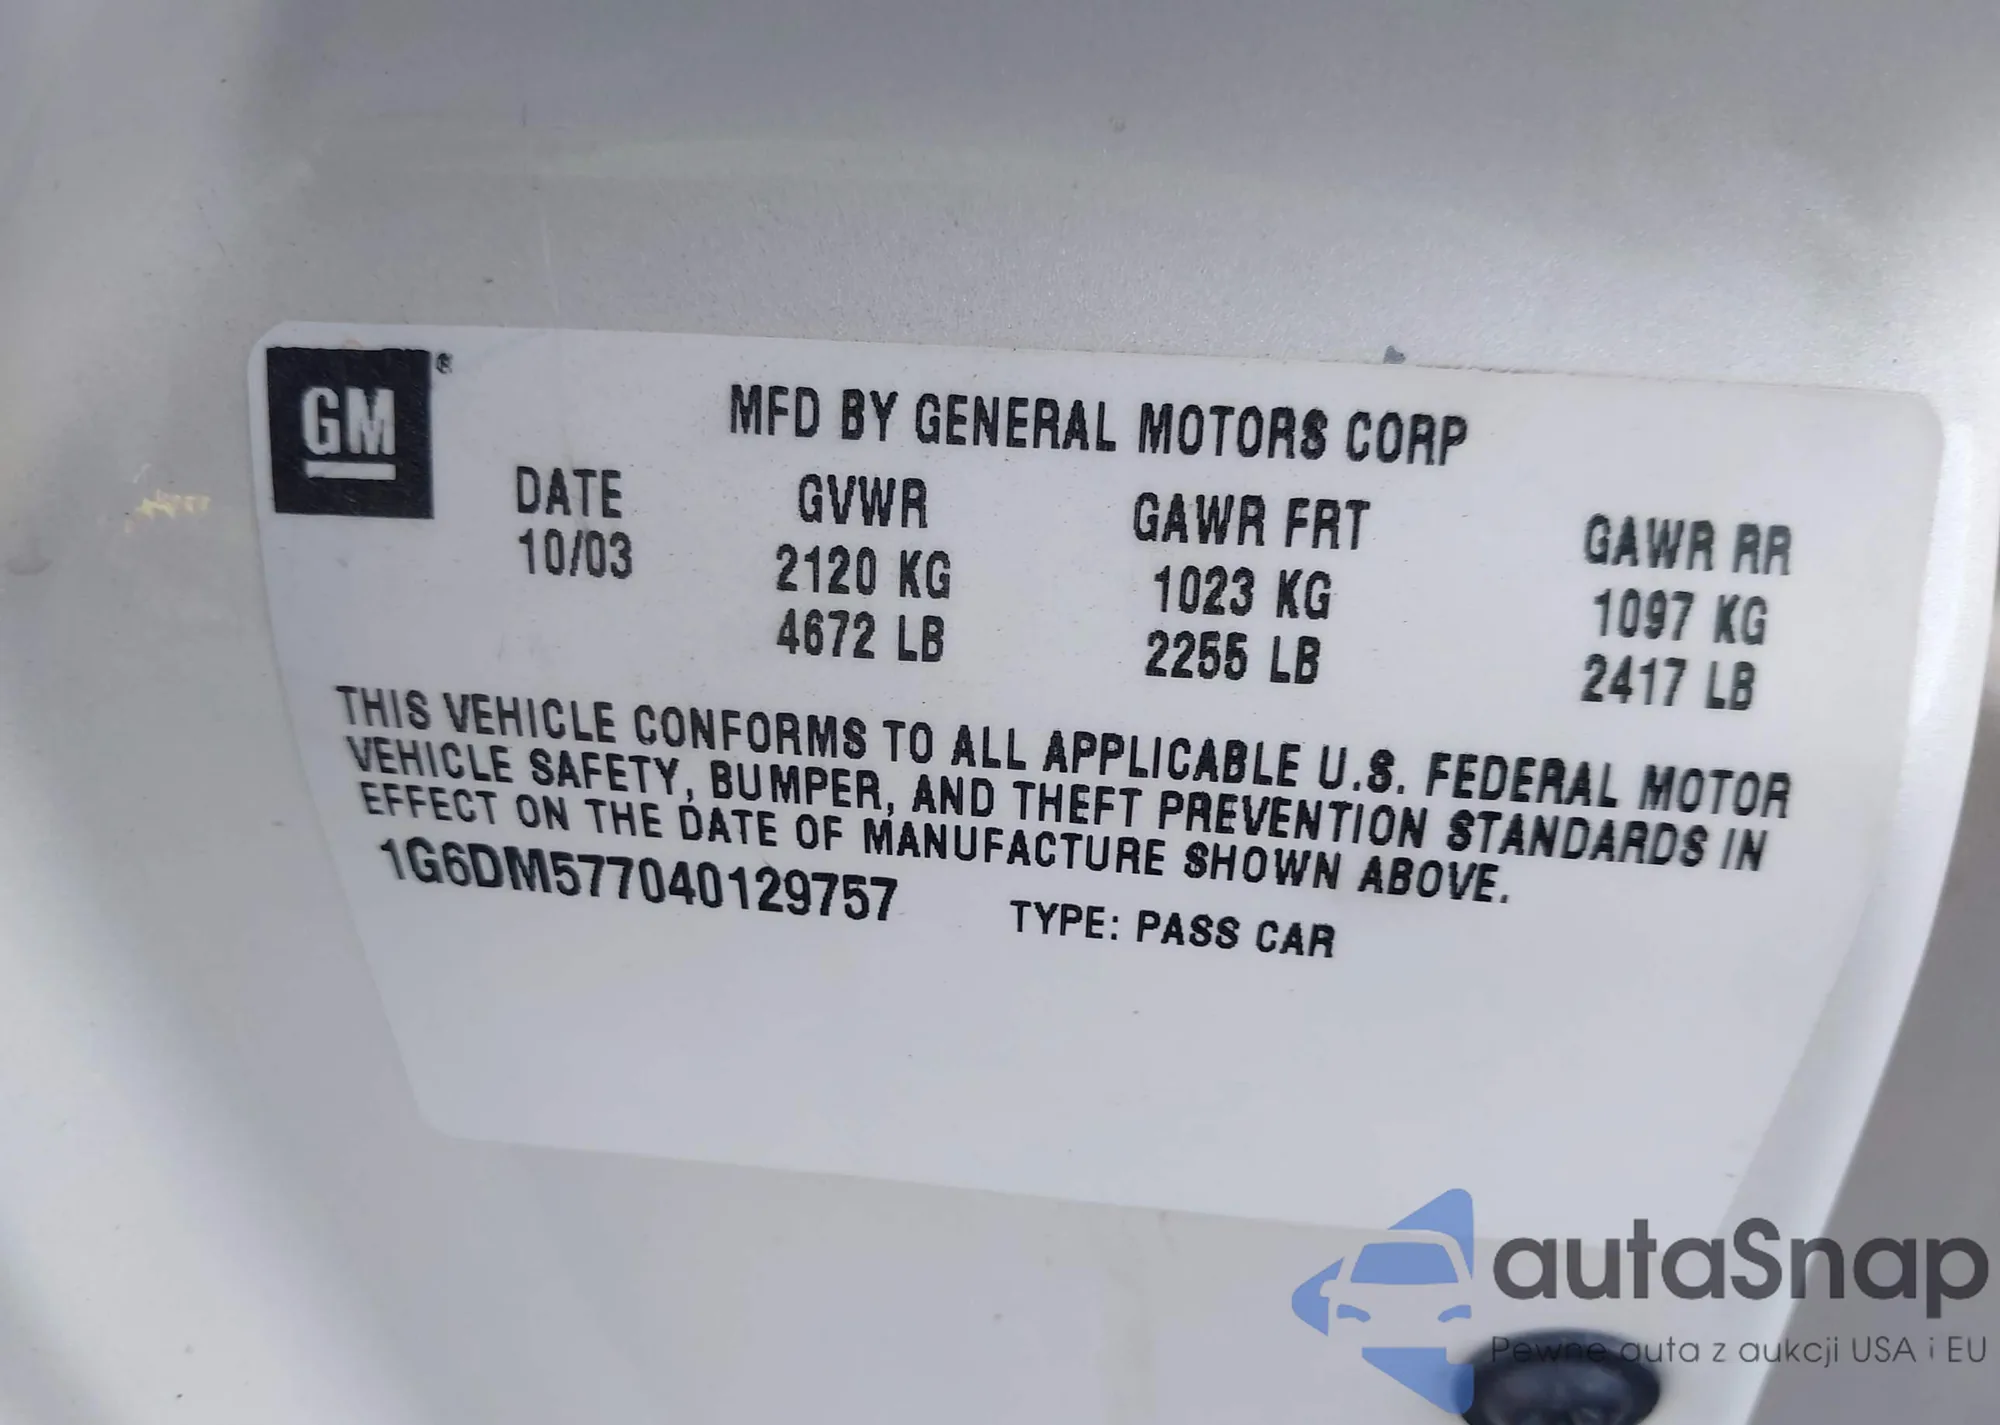 GM®
MFD BY GENERAL MOTORS CORP
DATE GVWR GAWR FRT GAWR RR
10/03 2120 KG 1023 KG 1097 KG
4672 LB 2255 LB 2417 LB
THIS VEHICLE CONFORMS TO ALL APPLICABLE U.S. FEDERAL MOTOR
VEHICLE SAFETY, BUMPER, AND THEFT PREVENTION STANDARDS IN
EFFECT ON THE DATE OF MANUFACTURE SHOWN ABOVE.
1G6DM577040129757 TYPE: PASS CAR
autaSnap
Pewne auta z aukcji USA i EU